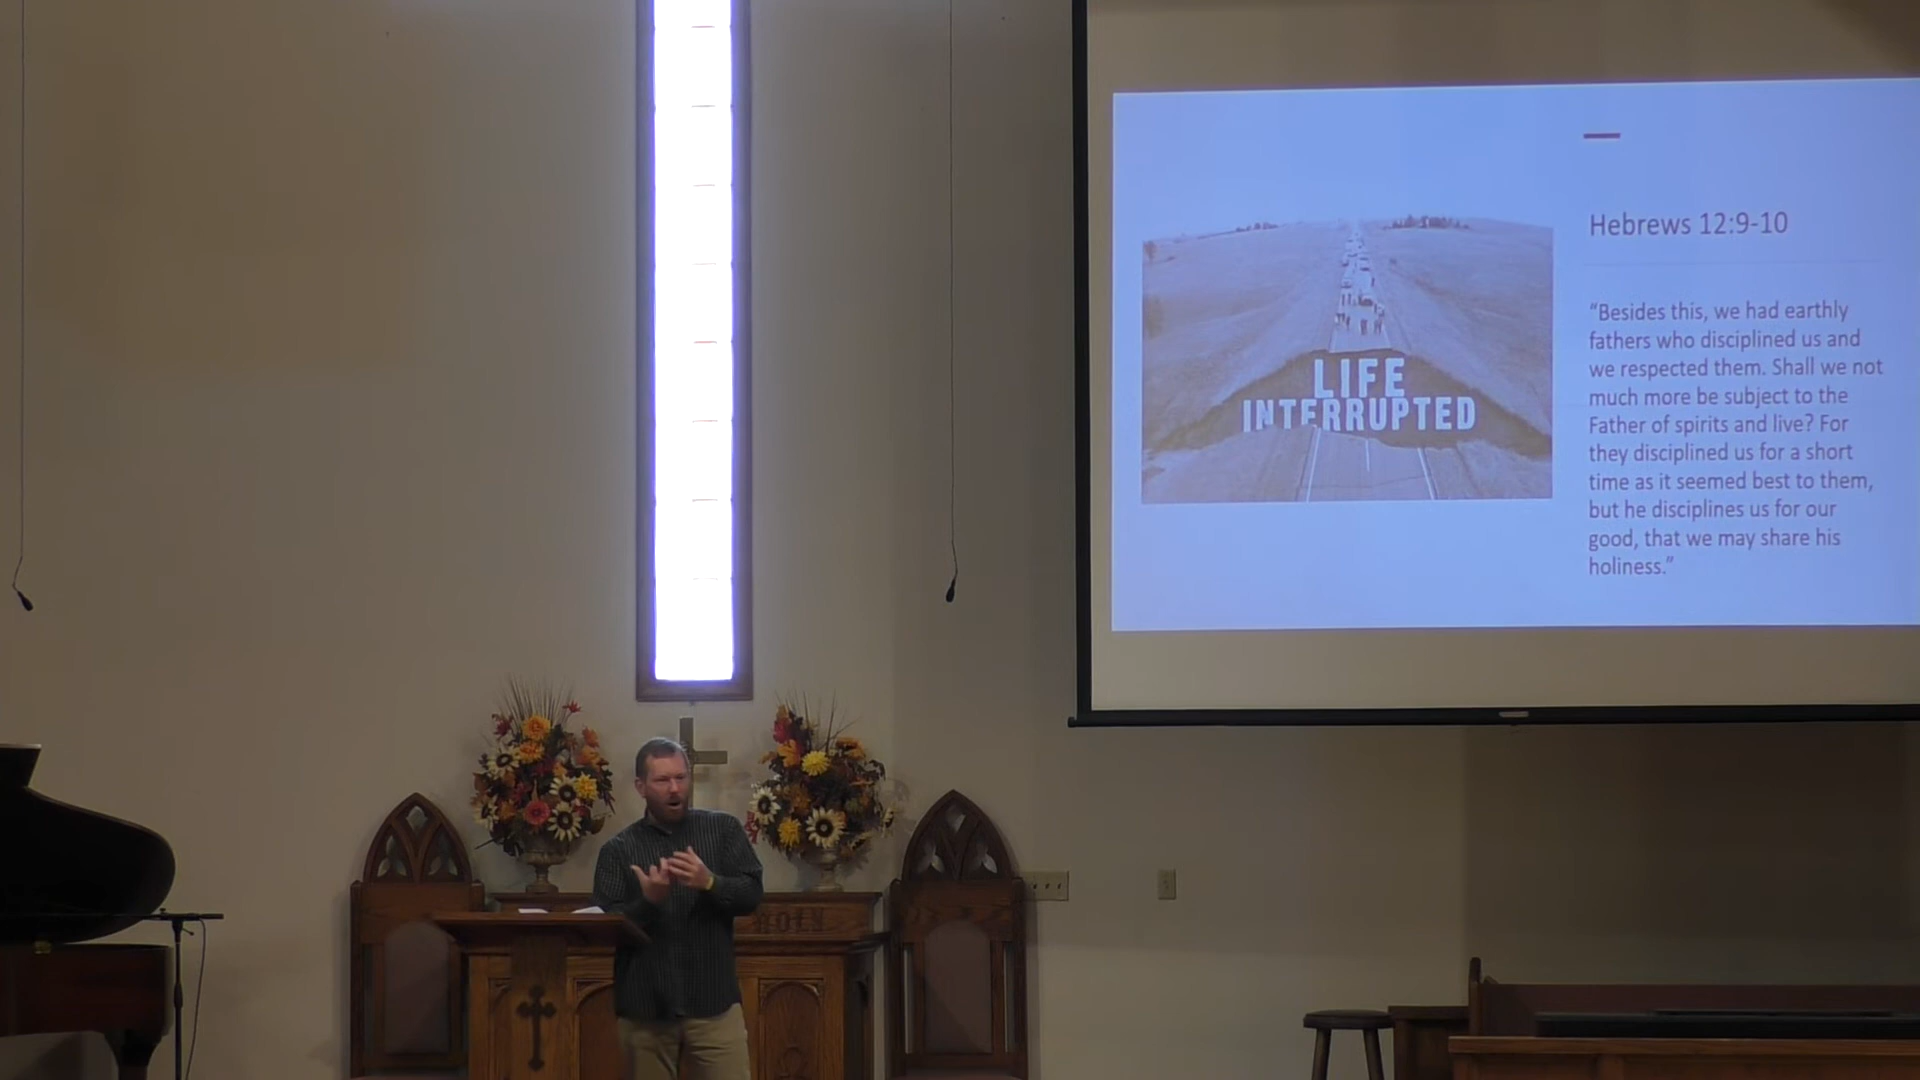 Hebrews 12:9-10
“Besides this, we had earthly
fathers who disciplined us and
we respected them. Shall we not
much more be subject to the
Father of spirits and live? For
they disciplined us for a short
time as it seemed best to them,
but he disciplines us for our
good, that we may share his
holiness.”
LIFE
INTERRUPTED
HOLY